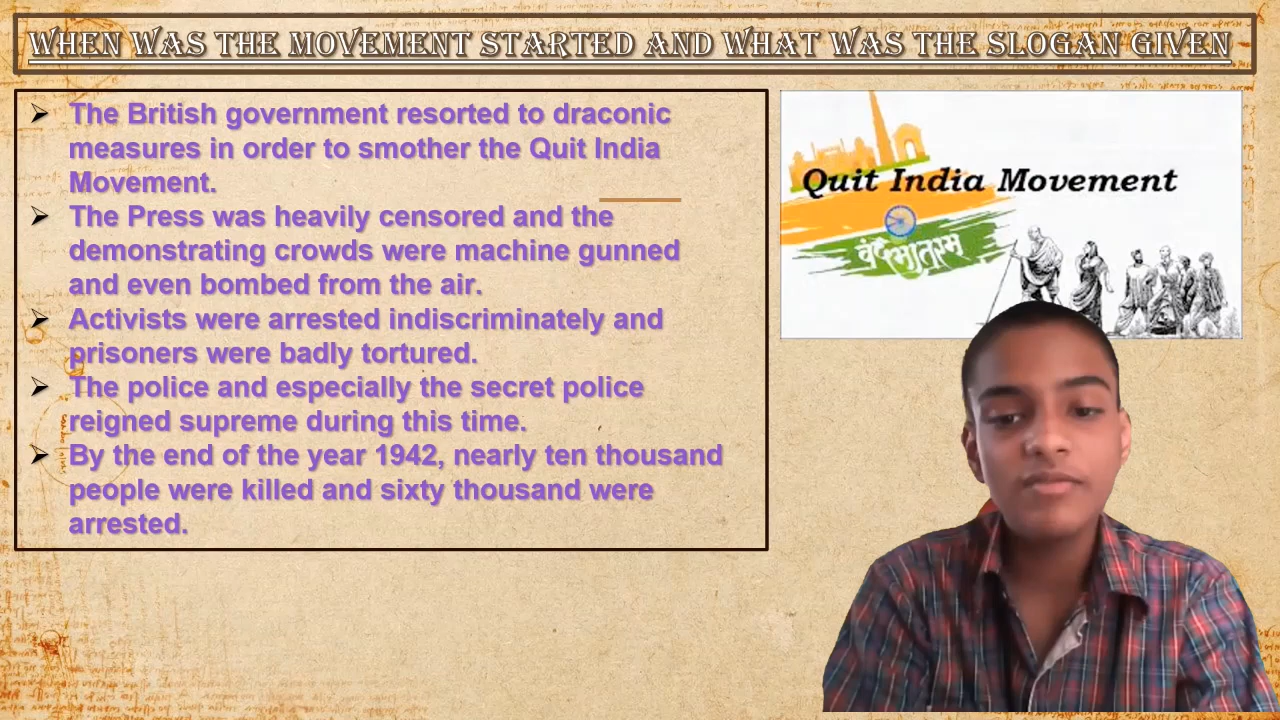 WHEN WAS THE MOVEMENT STARTED AND WHAT WAS THE SLOGAN GIVEN
The British government resorted to draconic
measures in order to smother the Quit India
Movement.
The Press was heavily censored and the
demonstrating crowds were machine gunned
and even bombed from the air.
Activists were arrested indiscriminately and
prisoners were badly tortured.
The police and especially the secret police
reigned supreme during this time.
By the end of the year 1942, nearly ten thousand
people were killed and sixty thousand were
arrested.
Quit India Movement
वंदेमातरम